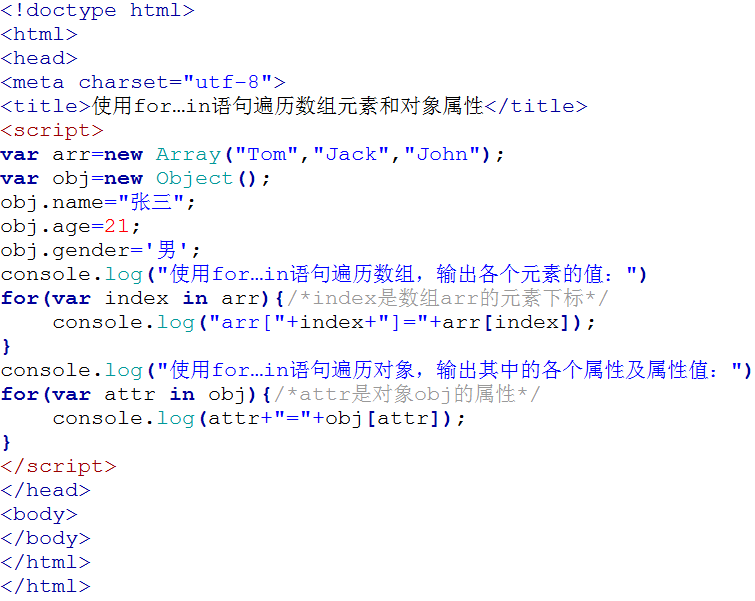 <!doctype html>
<html>
<head>
<meta charset="utf-8">
<title>使用for…in语句遍历数组元素和对象属性</title>
<script>
var arr=new Array("Tom","Jack","John");
var obj=new Object();
obj.name="张三";
obj.age=21;
obj.gender='男';
console.log("使用for…in语句遍历数组，输出各个元素的值：")
for(var index in arr){/*index是数组arr的元素下标*/
    console.log("arr["+index+"]="+arr[index]);
}
console.log("使用for…in语句遍历对象，输出其中的各个属性及属性值：")
for(var attr in obj){/*attr是对象obj的属性*/
    console.log(attr+"="+obj[attr]);
}
</script>
</head>
<body>
</body>
</html>
</html>